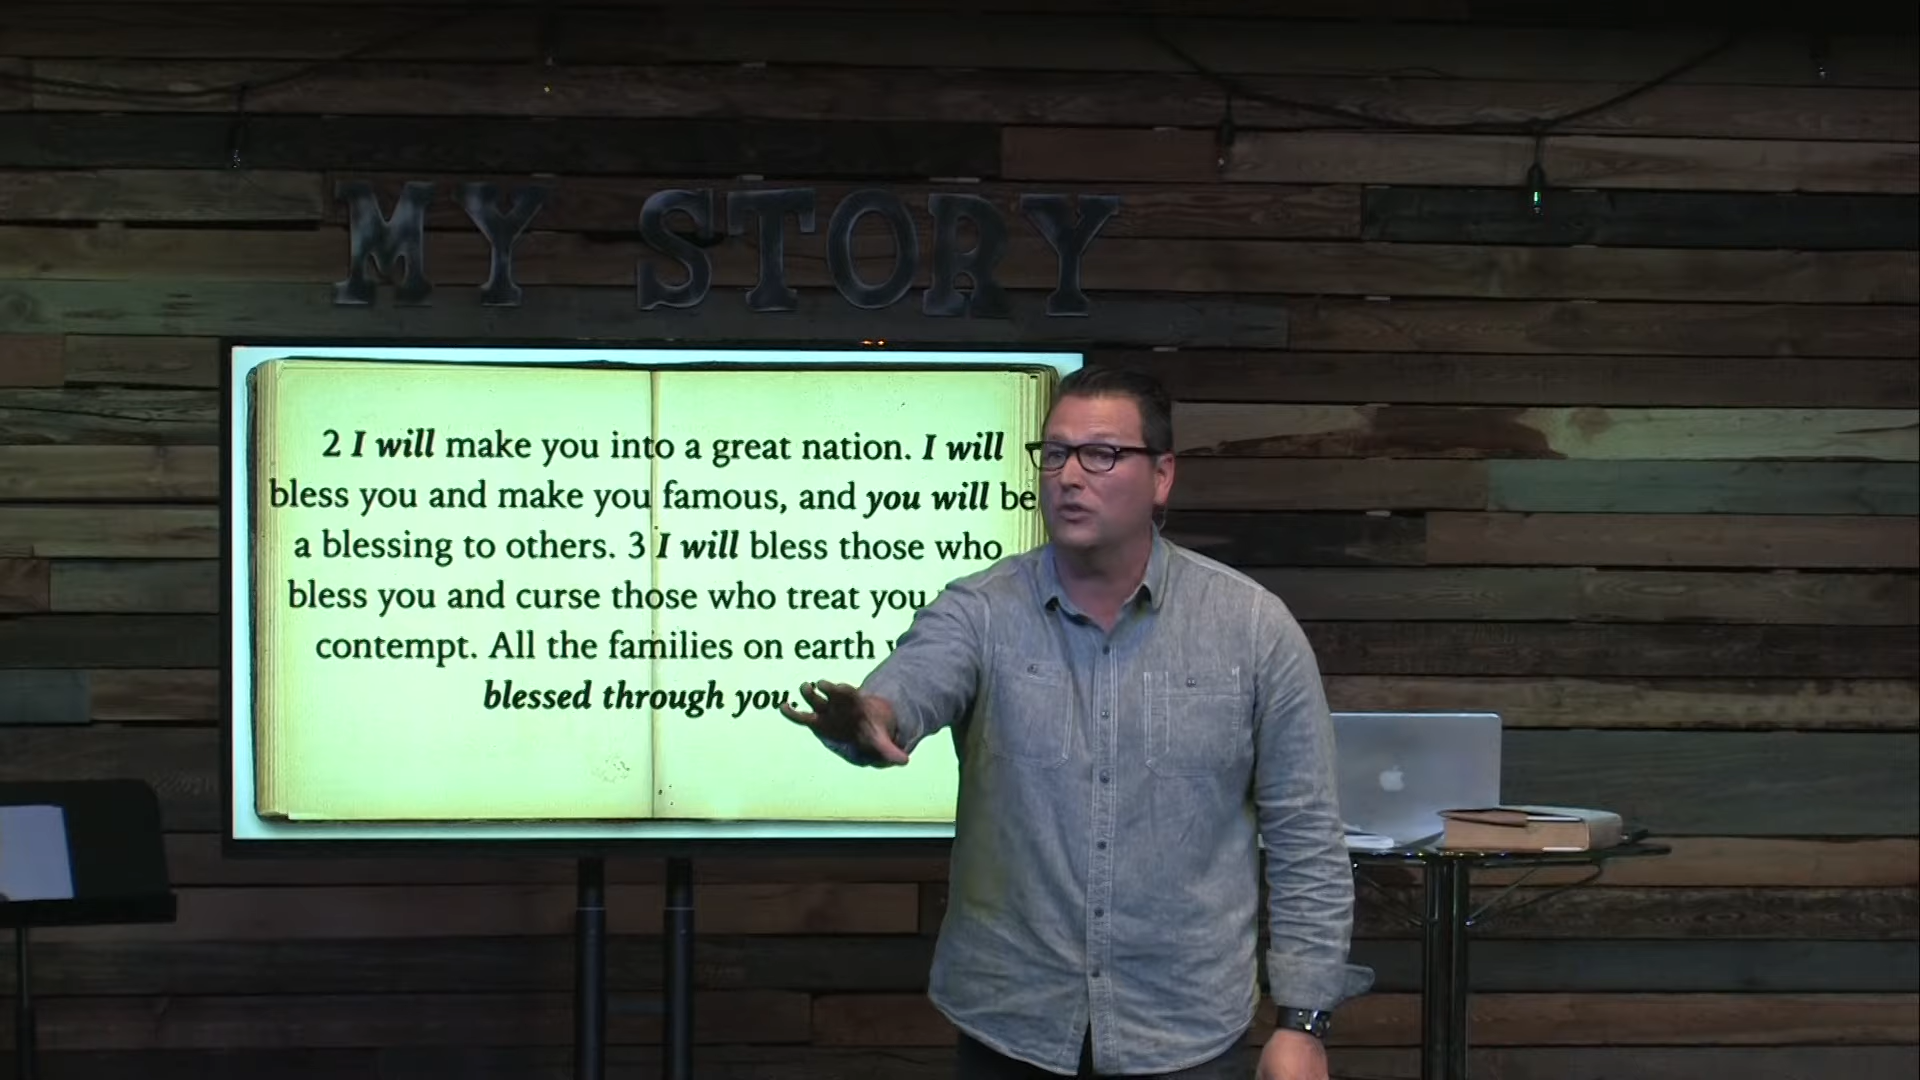 MY STORY
2 I will make you into a great nation. I will
bless you and make you famous, and you will be
a blessing to others. 3 I will bless those who
bless you and curse those who treat you
contempt. All the families on earth
blessed through you.